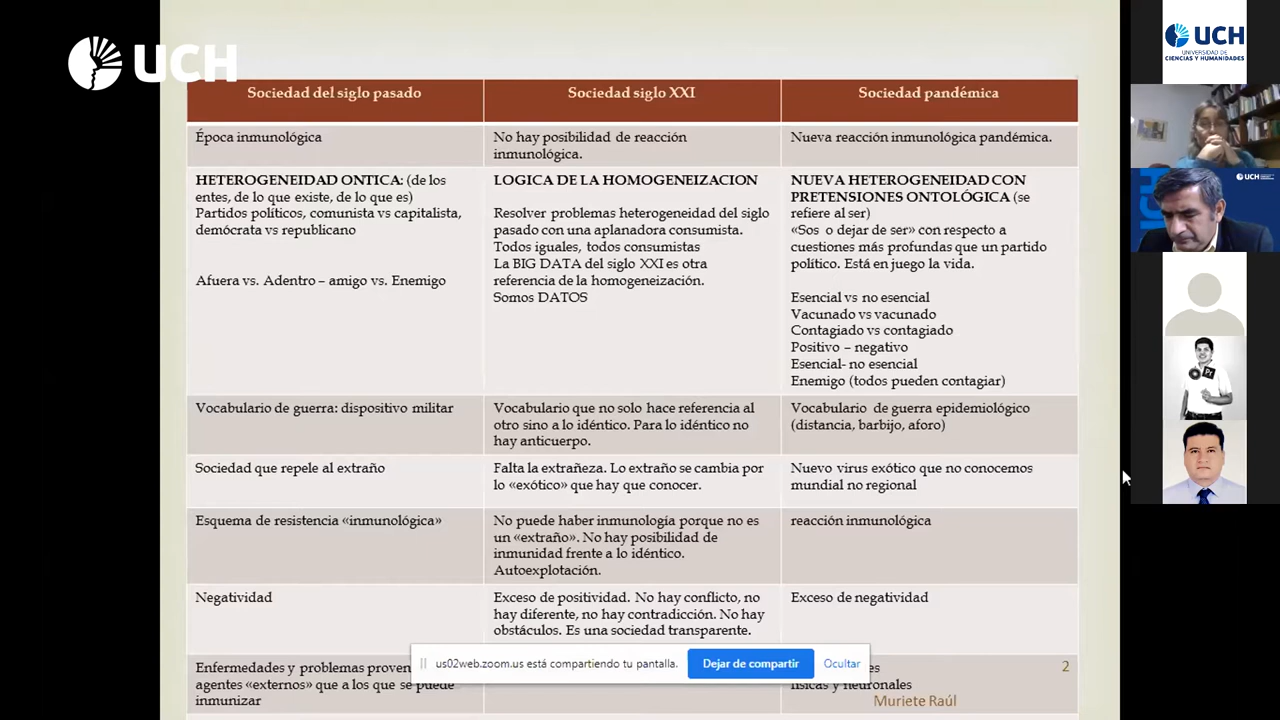 UCH
Sociedad del siglo pasado
Sociedad siglo XXI
Sociedad pandémica
Época inmunológica
No hay posibilidad de reacción
inmunológica.
Nueva reacción inmunológica pandémica.
HETEROGENEIDAD ONTICA: (de los
entes, de lo que existe, de lo que es)
Partidos políticos, comunista vs capitalista,
demócrata vs republicano
Afuera vs. Adentro – amigo vs. Enemigo
LOGICA DE LA HOMOGENEIZACION
Resolver problemas heterogeneidad del siglo
pasado con una aplanadora consumista.
Todos iguales, todos consumistas
La BIG DATA del siglo XXI es otra
referencia de la homogeneización.
Somos DATOS
NUEVA HETEROGENEIDAD CON
PRETENSIONES ONTOLÓGICA (se
refiere al ser)
«Sos o dejar de ser» con respecto a
cuestiones más profundas que un partido
político. Está en juego la vida.
Esencial vs no esencial
Vacunado vs vacunado
Contagiado vs contagiado
Positivo – negativo
Esencial- no esencial
Enemigo (todos pueden contagiar)
Vocabulario de guerra: dispositivo militar
Vocabulario que no solo hace referencia al
otro sino a lo idéntico. Para lo idéntico no
hay anticuerpo.
Vocabulario de guerra epidemiológico
(distancia, barbijo, aforo)
Sociedad que repele al extraño
Falta la extrañeza. Lo extraño se cambia por
lo «exótico» que hay que conocer.
Nuevo virus exótico que no conocemos
mundial no regional
Esquema de resistencia «inmunológica»
No puede haber inmunología porque no es
un «extraño». No hay posibilidad de
inmunidad frente a lo idéntico.
Autoexplotación.
reacción inmunológica
Negatividad
Exceso de positividad. No hay conflicto, no
hay diferente, no hay contradicción. No hay
obstáculos. Es una sociedad transparente.
Exceso de negatividad
Enfermedades y problemas
agentes «externos» que a los que se puede
inmunizar
físicas y neuronales
2
Muriete Raúl
us02web.zoom.us está compartiendo tu pantalla.
Dejar de compartir
Ocultar
UCH
UNIVERSIDAD DE
CIENCIAS Y HUMANIDADES
UCH
Pr